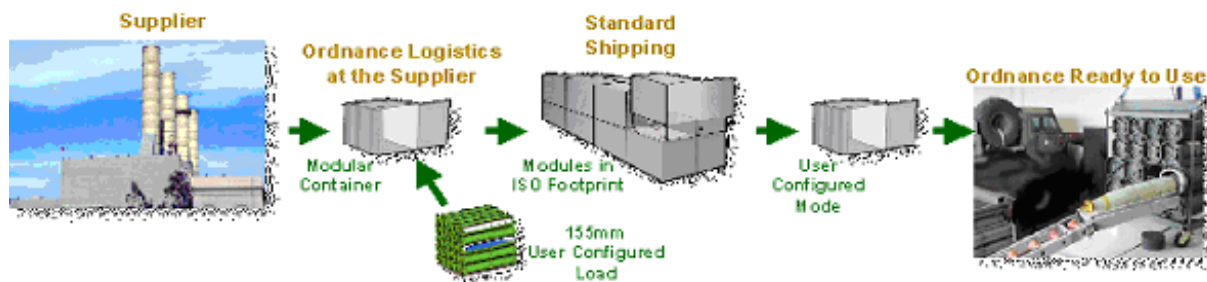 Supplier
Ordnance Logistics
at the Supplier
Standard
Shipping
Ordnance Ready to Use
Modular
Container
Modules in
ISO Footprint
User
Configured
Mode
155mm
User Configured
Load